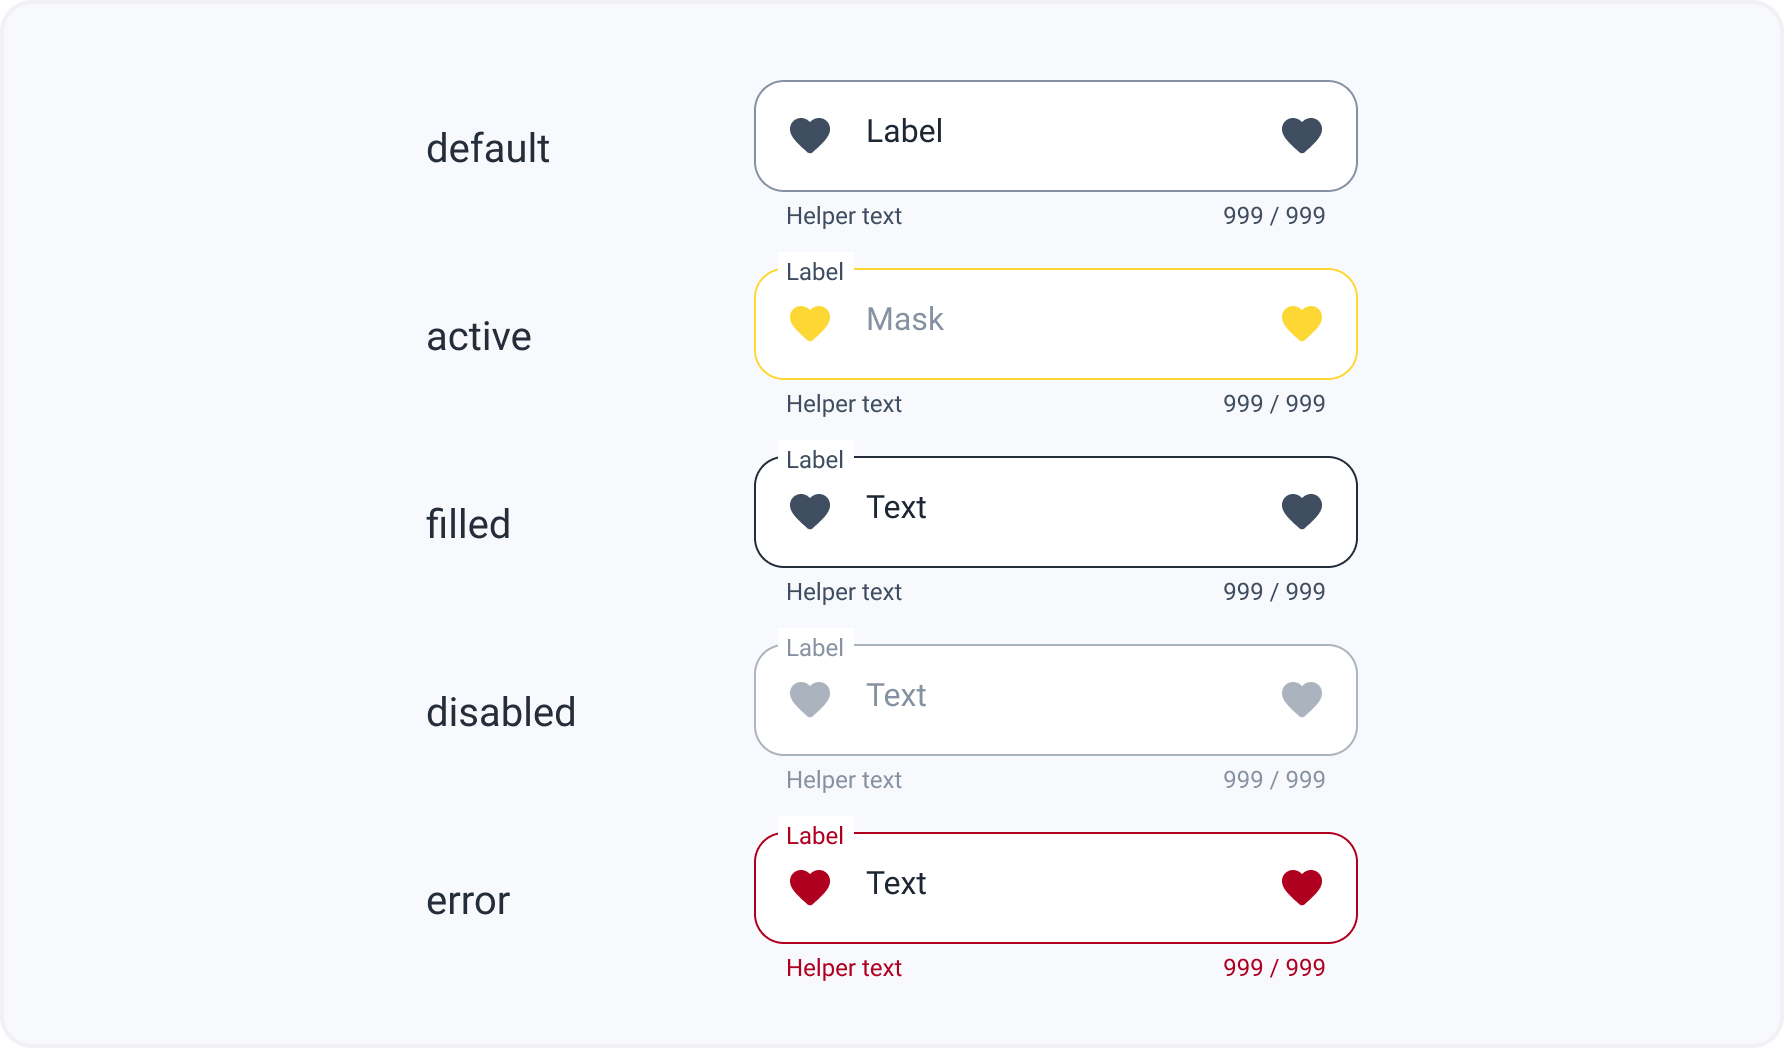 default
Label
Helper text 999 / 999
active
Label
Mask
Helper text 999 / 999
filled
Label
Text
Helper text 999 / 999
disabled
Label
Text
Helper text 999 / 999
error
Label
Text
Helper text 999 / 999